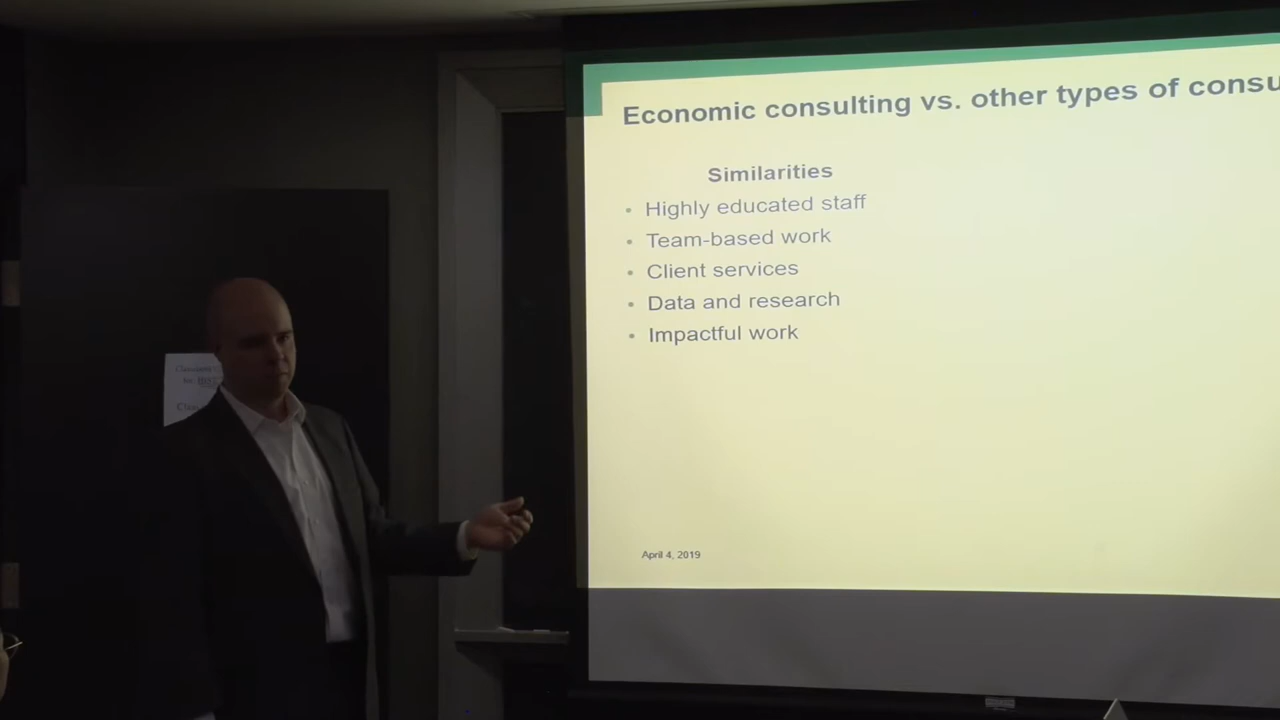 Economic consulting vs. other types of consu
Similarities
• Highly educated staff
• Team-based work
• Client services
• Data and research
• Impactful work
April 4, 2019